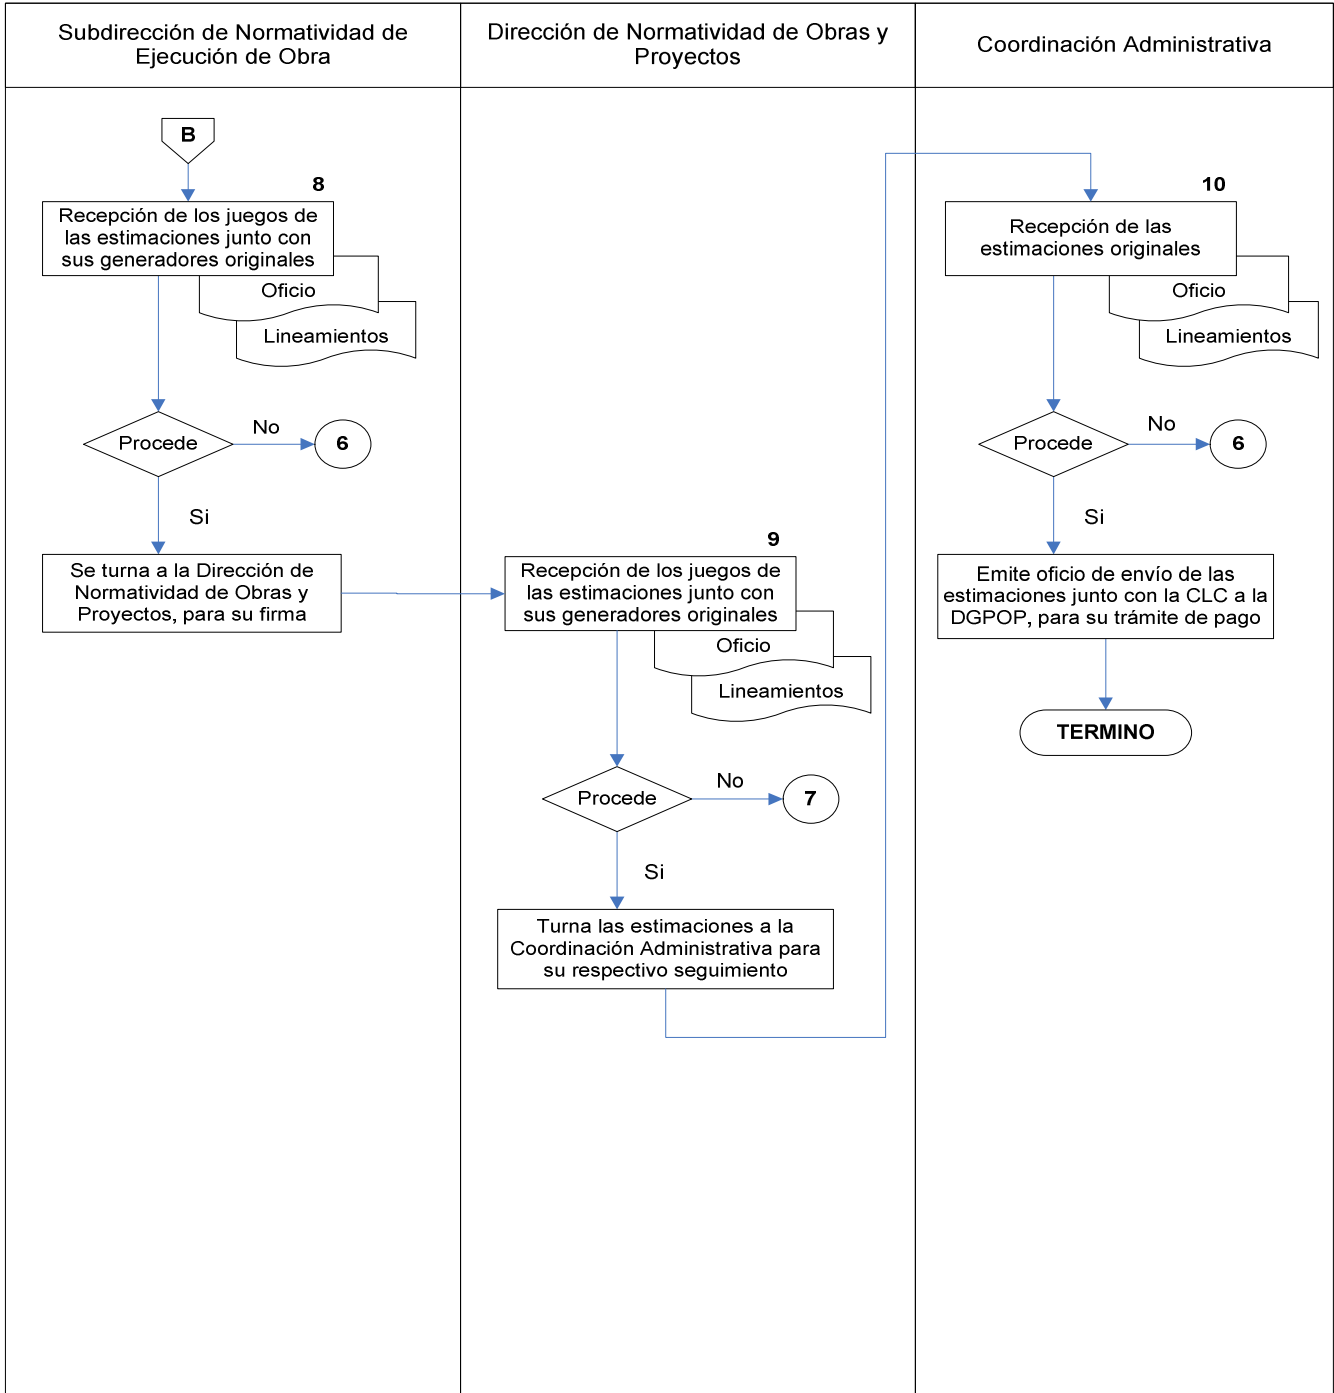 Subdirección de Normatividad de
Ejecución de Obra
Dirección de Normatividad de Obras y
Proyectos
Coordinación Administrativa
B
8
Recepción de los juegos de
las estimaciones junto con
sus generadores originales
Oficio
Lineamientos
Procede
No
6
Si
Se turna a la Dirección de
Normatividad de Obras y
Proyectos, para su firma
9
Recepción de los juegos de
las estimaciones junto con
sus generadores originales
Oficio
Lineamientos
Procede
No
7
Si
Turna las estimaciones a la
Coordinación Administrativa para
su respectivo seguimiento
10
Recepción de las
estimaciones originales
Oficio
Lineamientos
Procede
No
6
Si
Emite oficio de envío de las
estimaciones junto con la CLC a la
DGPOP, para su trámite de pago
TERMINO